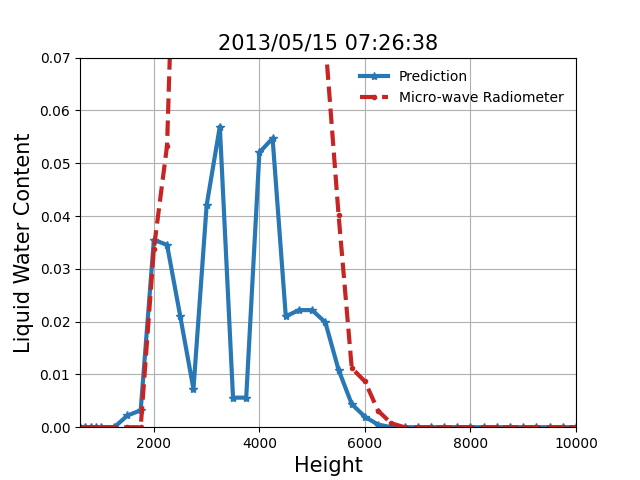 2013/05/15 07:26:38
0.07
0.06
0.05
0.04
0.03
0.02
0.01
0.00
Liquid Water Content
Prediction
Micro-wave Radiometer
2000 4000 6000 8000 10000
Height